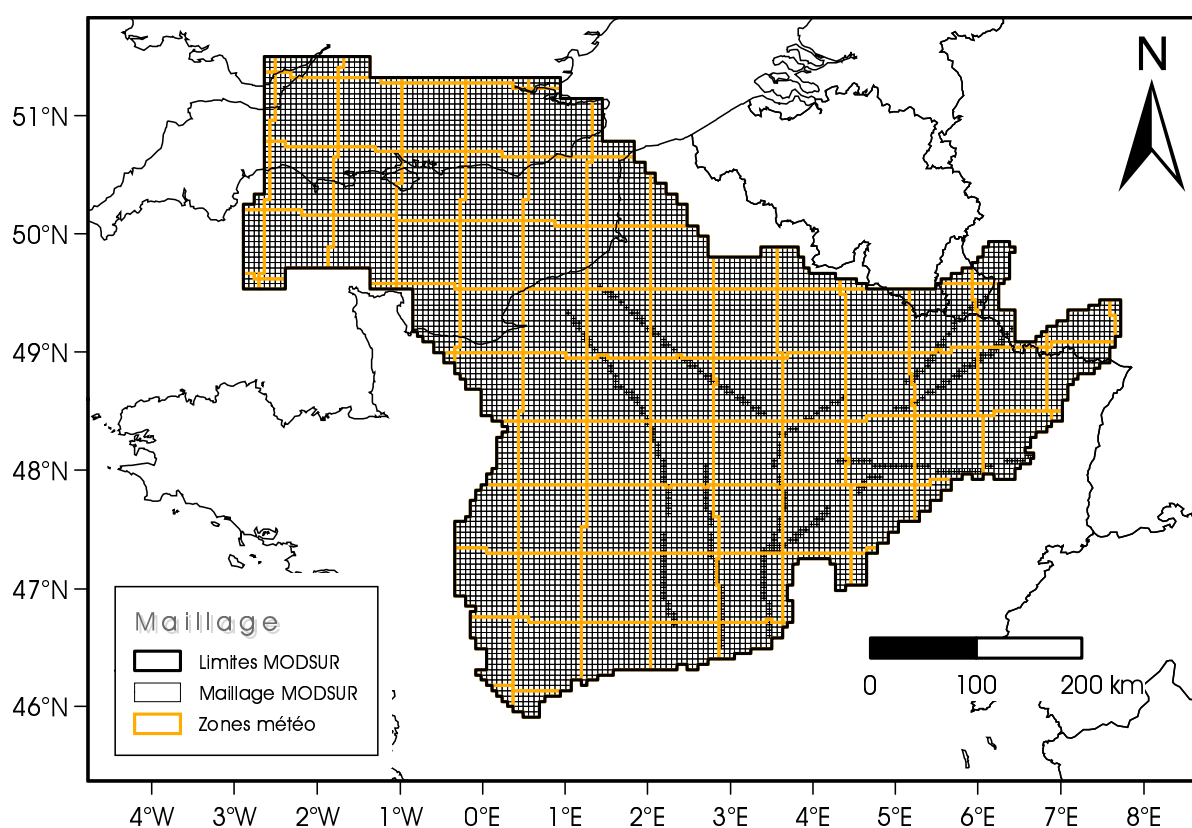 N
51°N
50°N
49°N
48°N
47°N
46°N
Maillage
Limites MODSUR
Maillage MODSUR
Zones météo
0 100 200 km
4°W 3°W 2°W 1°W 0°E 1°E 2°E 3°E 4°E 5°E 6°E 7°E 8°E